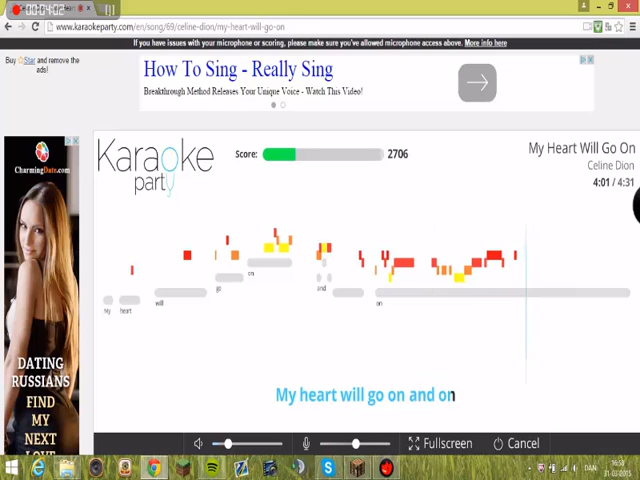 00:04:02
www.karaokeparty.com/en/song/69/celine-dion/my-heart-will-go-on
If you have issues with your microphone or scoring, please make sure you've allowed microphone access above. More info here
Buy Star and remove the
ads!
How To Sing - Really Sing
Breakthrough Method Releases Your Unique Voice - Watch This Video!
CharmingDate.com
Karaoke
party
Score:
2706
My Heart Will Go On
Celine Dion
4:01 / 4:31
My
heart
will
go
on
and
on
DATING
RUSSIANS
FIND
MY
NEXT
My heart will go on and on
Fullscreen
Cancel
DAN
16:58
31-03-2015